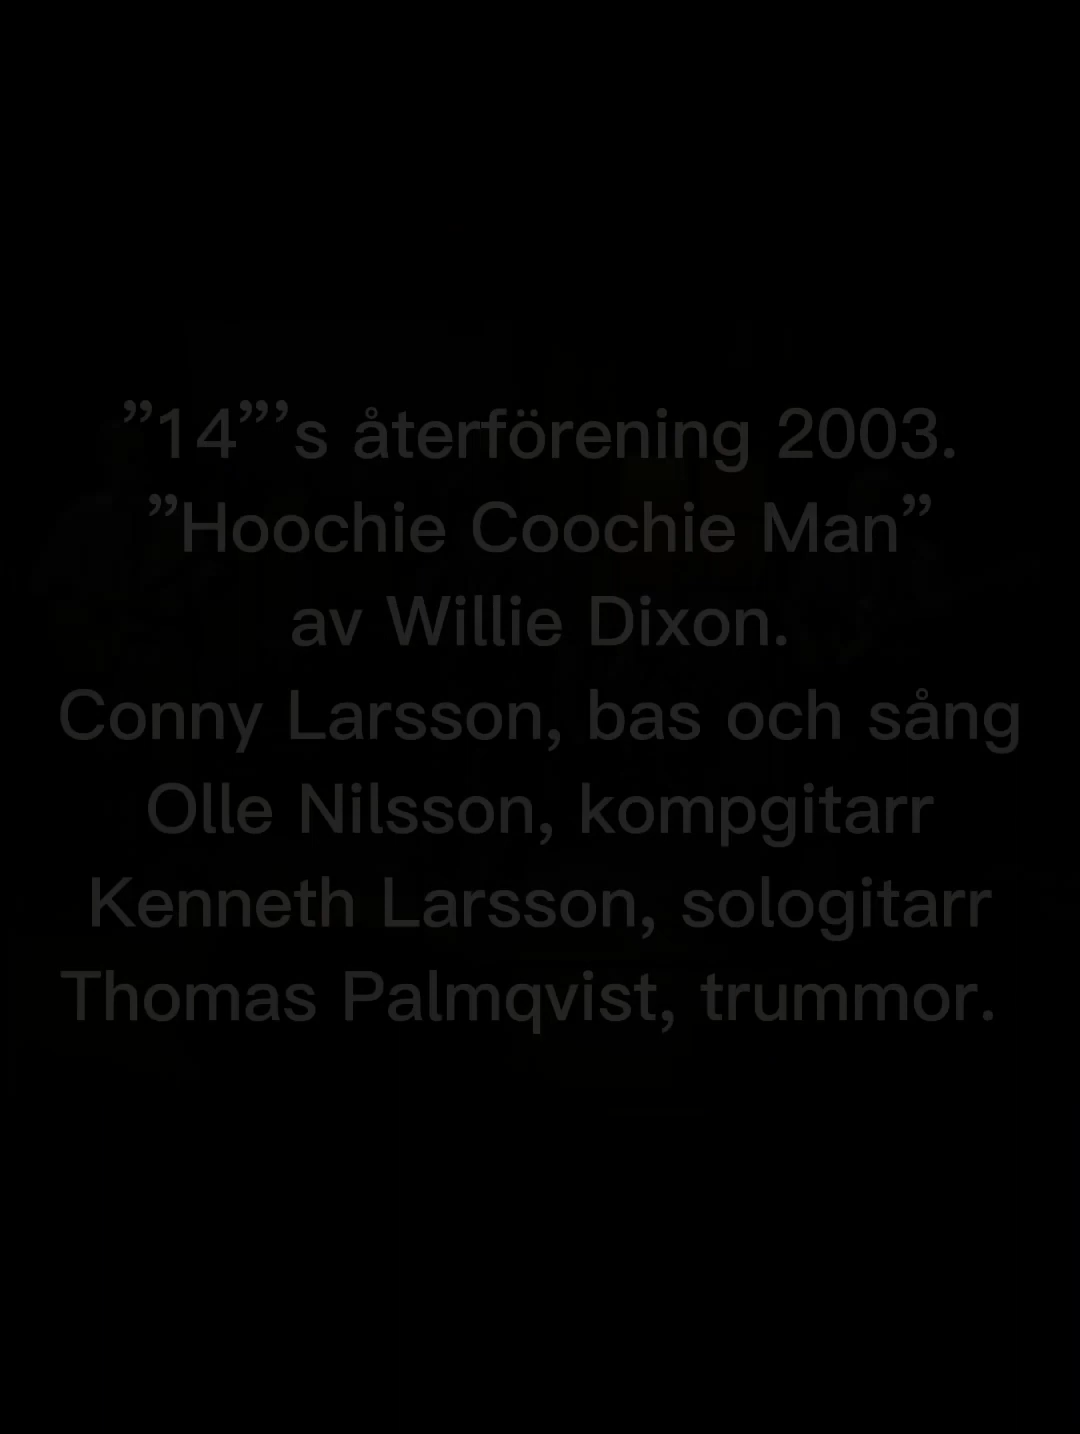 ”14”’s återförening 2003.
”Hoochie Coochie Man”
av Willie Dixon.
Conny Larsson, bas och sång
Olle Nilsson, kompgitarr
Kenneth Larsson, sologitarr
Thomas Palmqvist, trummor.